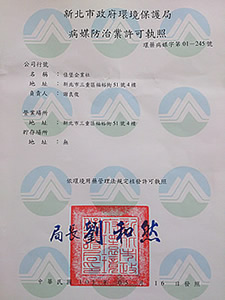 新北市政府環境保護局
病媒防治業許可執照
環藥病媒字第01-245號
公司行號
名 稱：佳堡企業社
地 址：新北市三重區福裕街51號4樓
負責人：謝
營業場所
地 址：新北市三重區福裕街51號4樓
貯存場所
地 址：無
依環境用藥管理法規定核發許可執照
局長 劉和然
中華民國 16 日發照